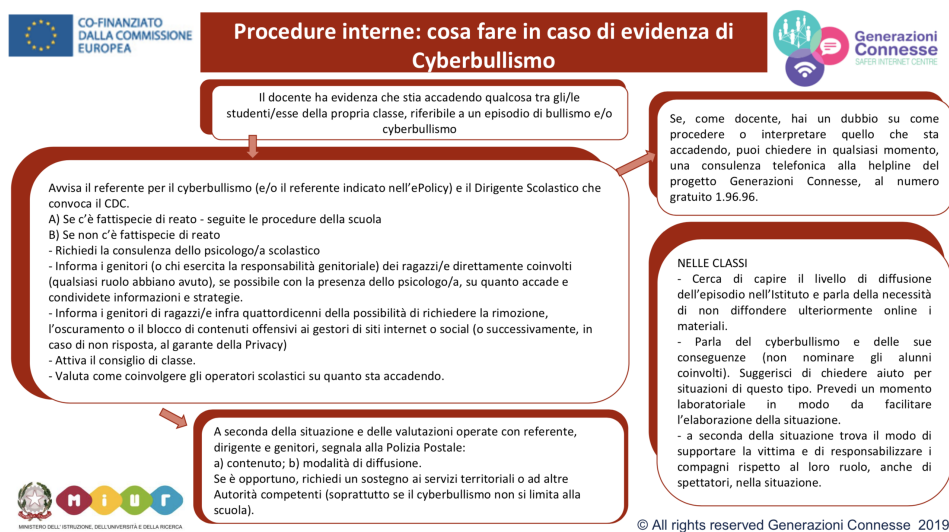 CO-FINANZIATO
DALLA COMMISSIONE
EUROPEA
Procedure interne: cosa fare in caso di evidenza di
Cyberbullismo
Generazioni
Connesse
SAFER INTERNET CENTRE
Il docente ha evidenza che stia accadendo qualcosa tra gli/le
studenti/esse della propria classe, riferibile a un episodio di bullismo e/o
cyberbullismo
Se, come docente, hai un dubbio su come
procedere o interpretare quello che sta
accadendo, puoi chiedere in qualsiasi momento,
una consulenza telefonica alla helpline del
progetto Generazioni Connesse, al numero
gratuito 1.96.96.
Avvisa il referente per il cyberbullismo (e/o il referente indicato nell'ePolicy) e il Dirigente Scolastico che
convoca il CDC.
A) Se c'è fattispecie di reato - seguite le procedure della scuola
B) Se non c'è fattispecie di reato
- Richiedi la consulenza dello psicologo/a scolastico
- Informa i genitori (o chi esercita la responsabilità genitoriale) dei ragazzi/e direttamente coinvolti
(qualsiasi ruolo abbiano avuto), se possibile con la presenza dello psicologo/a, su quanto accade e
condividete informazioni e strategie.
- Informa i genitori di ragazzi/e infra quattordicenni della possibilità di richiedere la rimozione,
l'oscuramento o il blocco di contenuti offensivi ai gestori di siti internet o social (o successivamente, in
caso di non risposta, al garante della Privacy)
- Attiva il consiglio di classe.
- Valuta come coinvolgere gli operatori scolastici su quanto sta accadendo.
NELLE CLASSI
- Cerca di capire il livello di diffusione
dell'episodio nell'Istituto e parla della necessità
di non diffondere ulteriormente online i
materiali.
- Parla del cyberbullismo e delle sue
conseguenze (non nominare gli alunni
coinvolti). Suggerisci di chiedere aiuto per
situazioni di questo tipo. Prevedi un momento
laboratoriale in modo da facilitare
l'elaborazione della situazione.
- a seconda della situazione trova il modo di
supportare la vittima e di responsabilizzare i
compagni rispetto al loro ruolo, anche di
spettatori, nella situazione.
A seconda della situazione e delle valutazioni operate con referente,
dirigente e genitori, segnala alla Polizia Postale:
a) contenuto; b) modalità di diffusione.
Se è opportuno, richiedi un sostegno ai servizi territoriali o ad altre
Autorità competenti (soprattutto se il cyberbullismo non si limita alla
scuola).
miur
MINISTERO DELL' ISTRUZIONE, DELL'UNIVERSITÀ E DELLA RICERCA
© All rights reserved Generazioni Connesse 2019